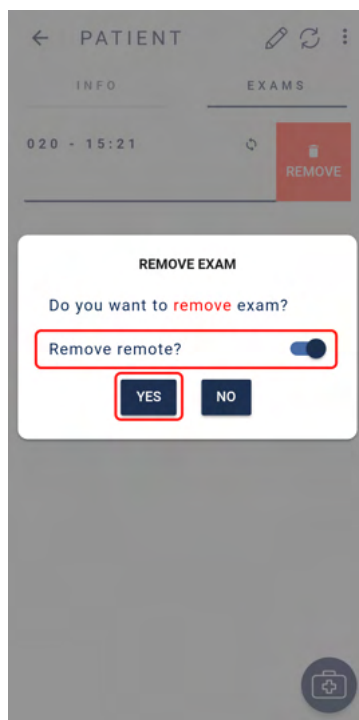 PATIENT
INFO EXAMS
020 - 15:21
REMOVE
REMOVE EXAM
Do you want to remove exam?
Remove remote?
YES NO